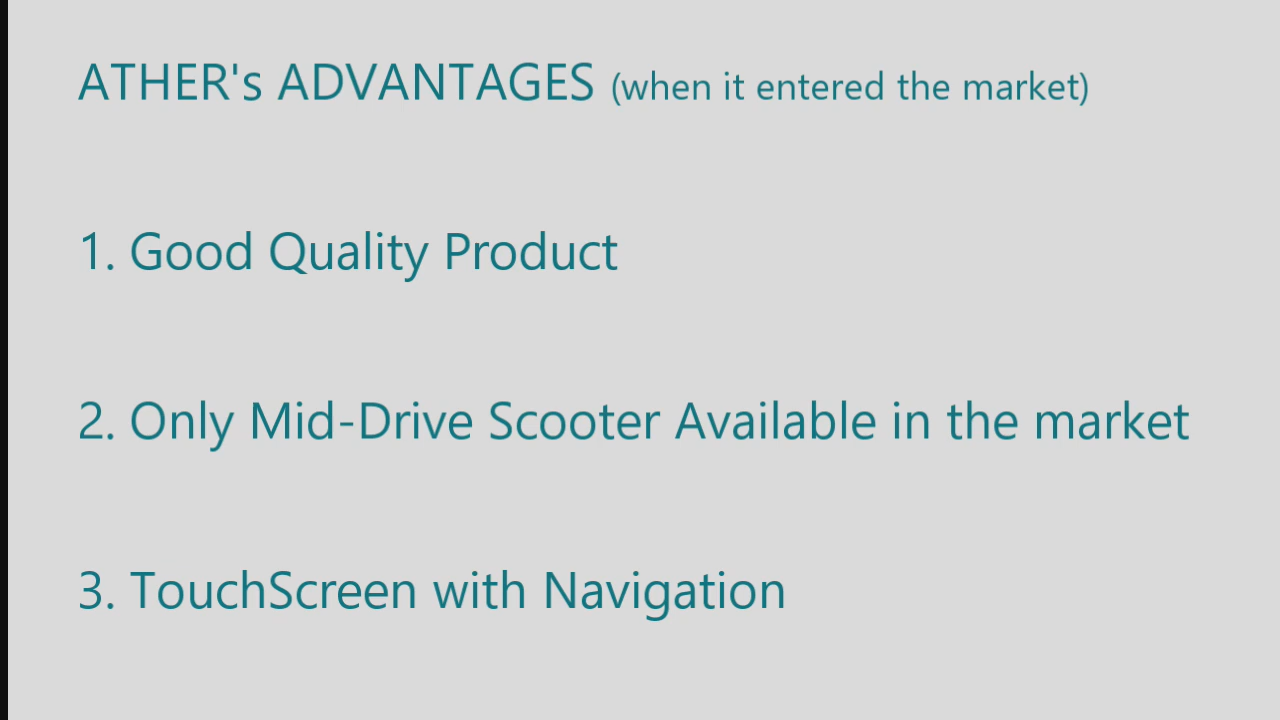 ATHER's ADVANTAGES (when it entered the market)
1. Good Quality Product
2. Only Mid-Drive Scooter Available in the market
3. TouchScreen with Navigation